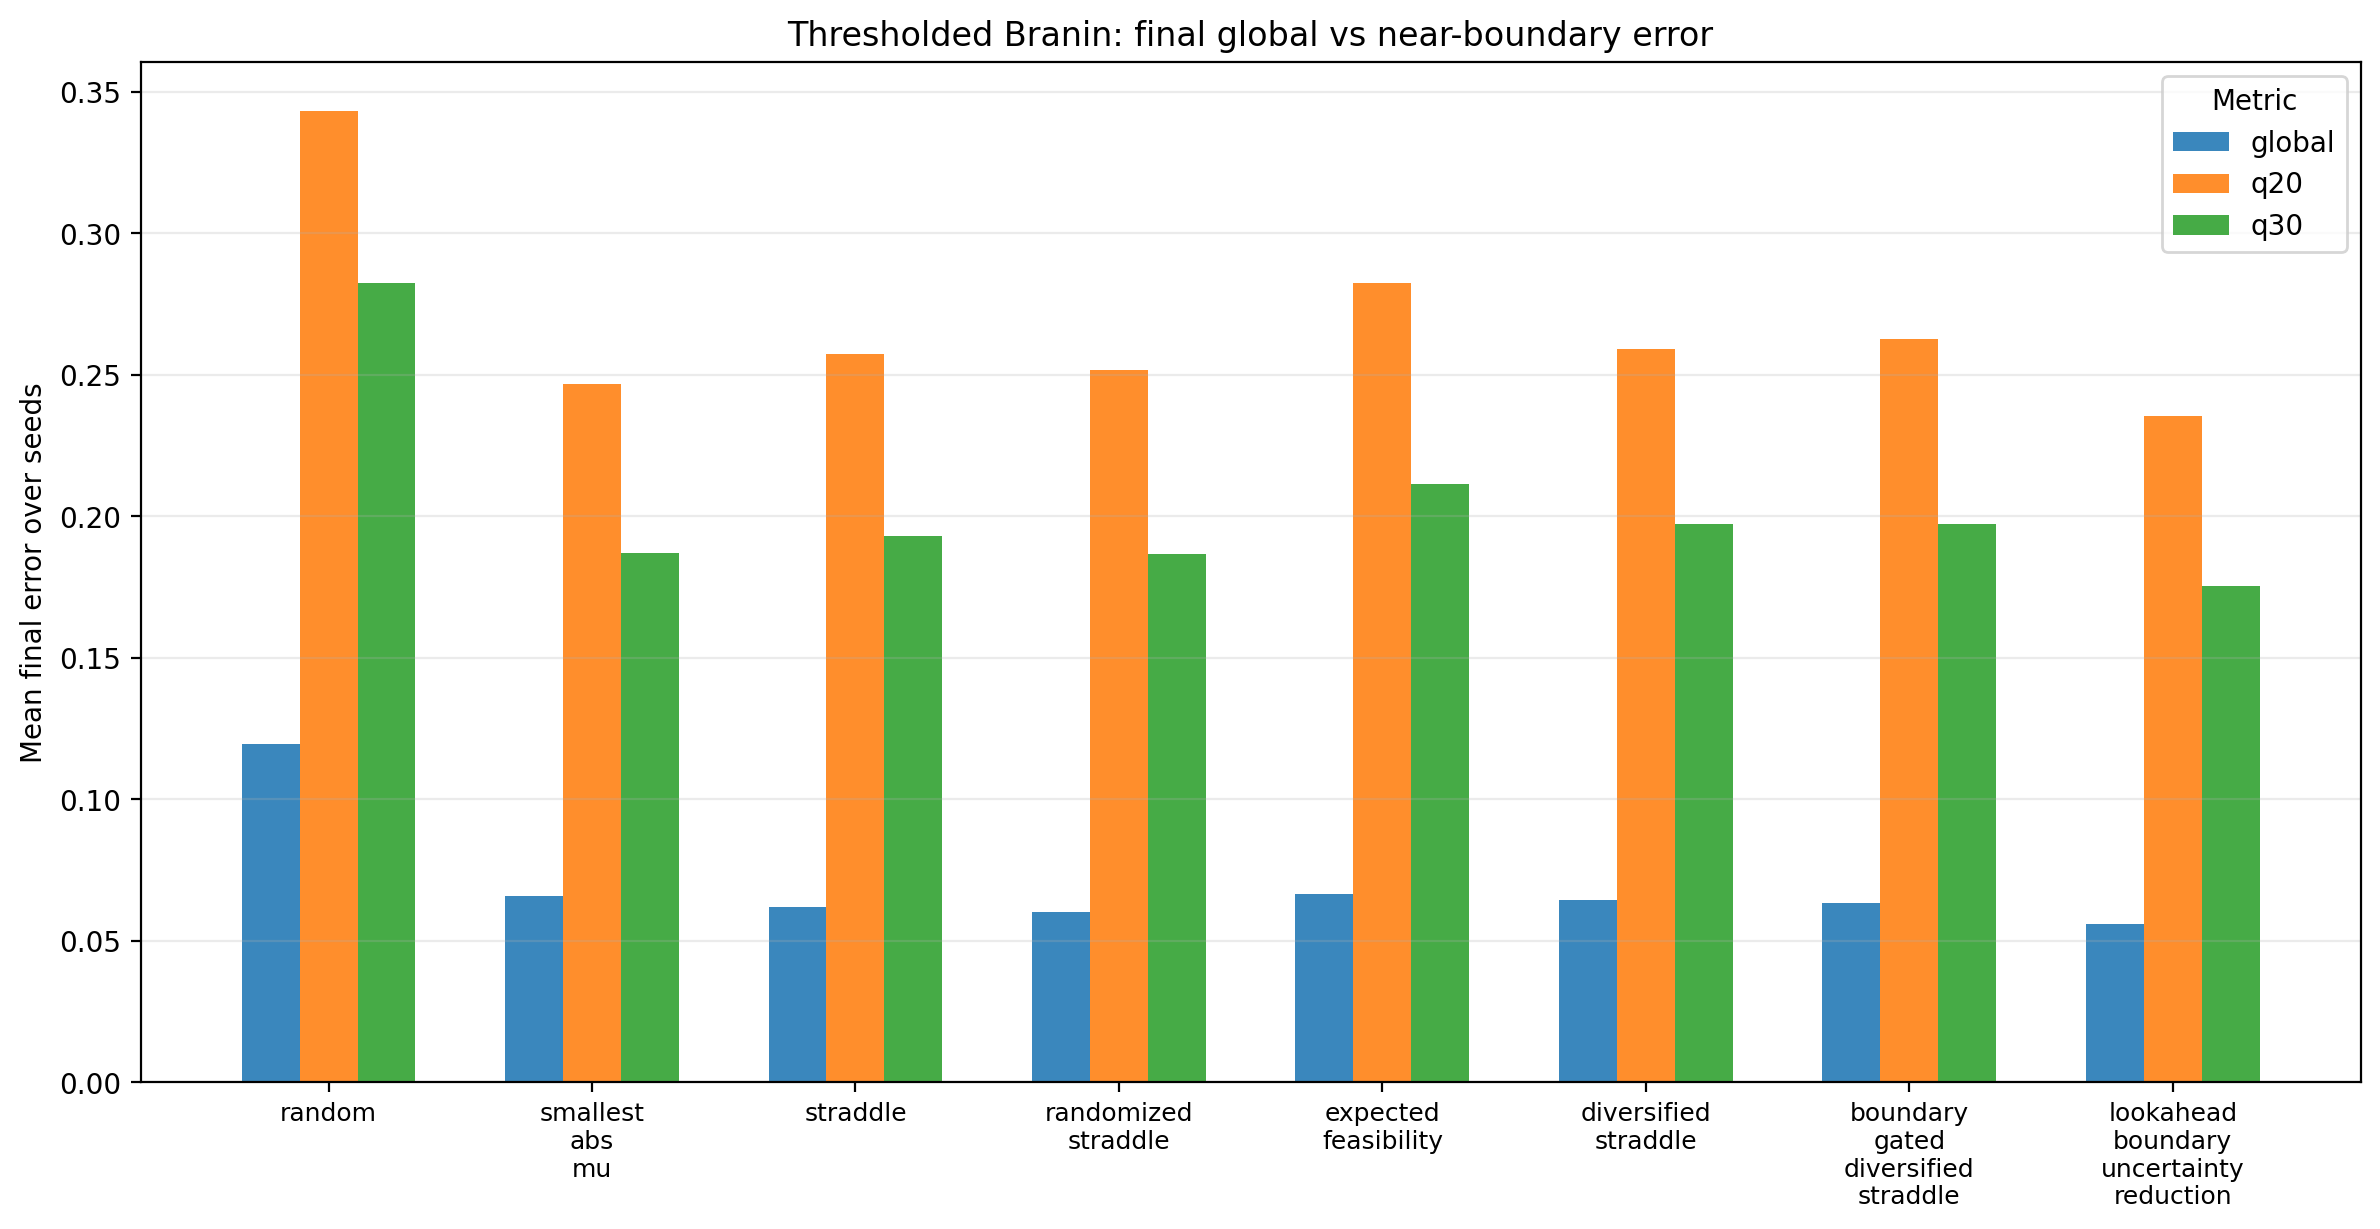 Thresholded Branin: final global vs near-boundary error
Mean final error over seeds
0.35
0.30
0.25
0.20
0.15
0.10
0.05
0.00
Metric
global
q20
q30
random
smallest
abs
mu
straddle
randomized
straddle
expected
feasibility
diversified
straddle
boundary
gated
diversified
straddle
lookahead
boundary
uncertainty
reduction